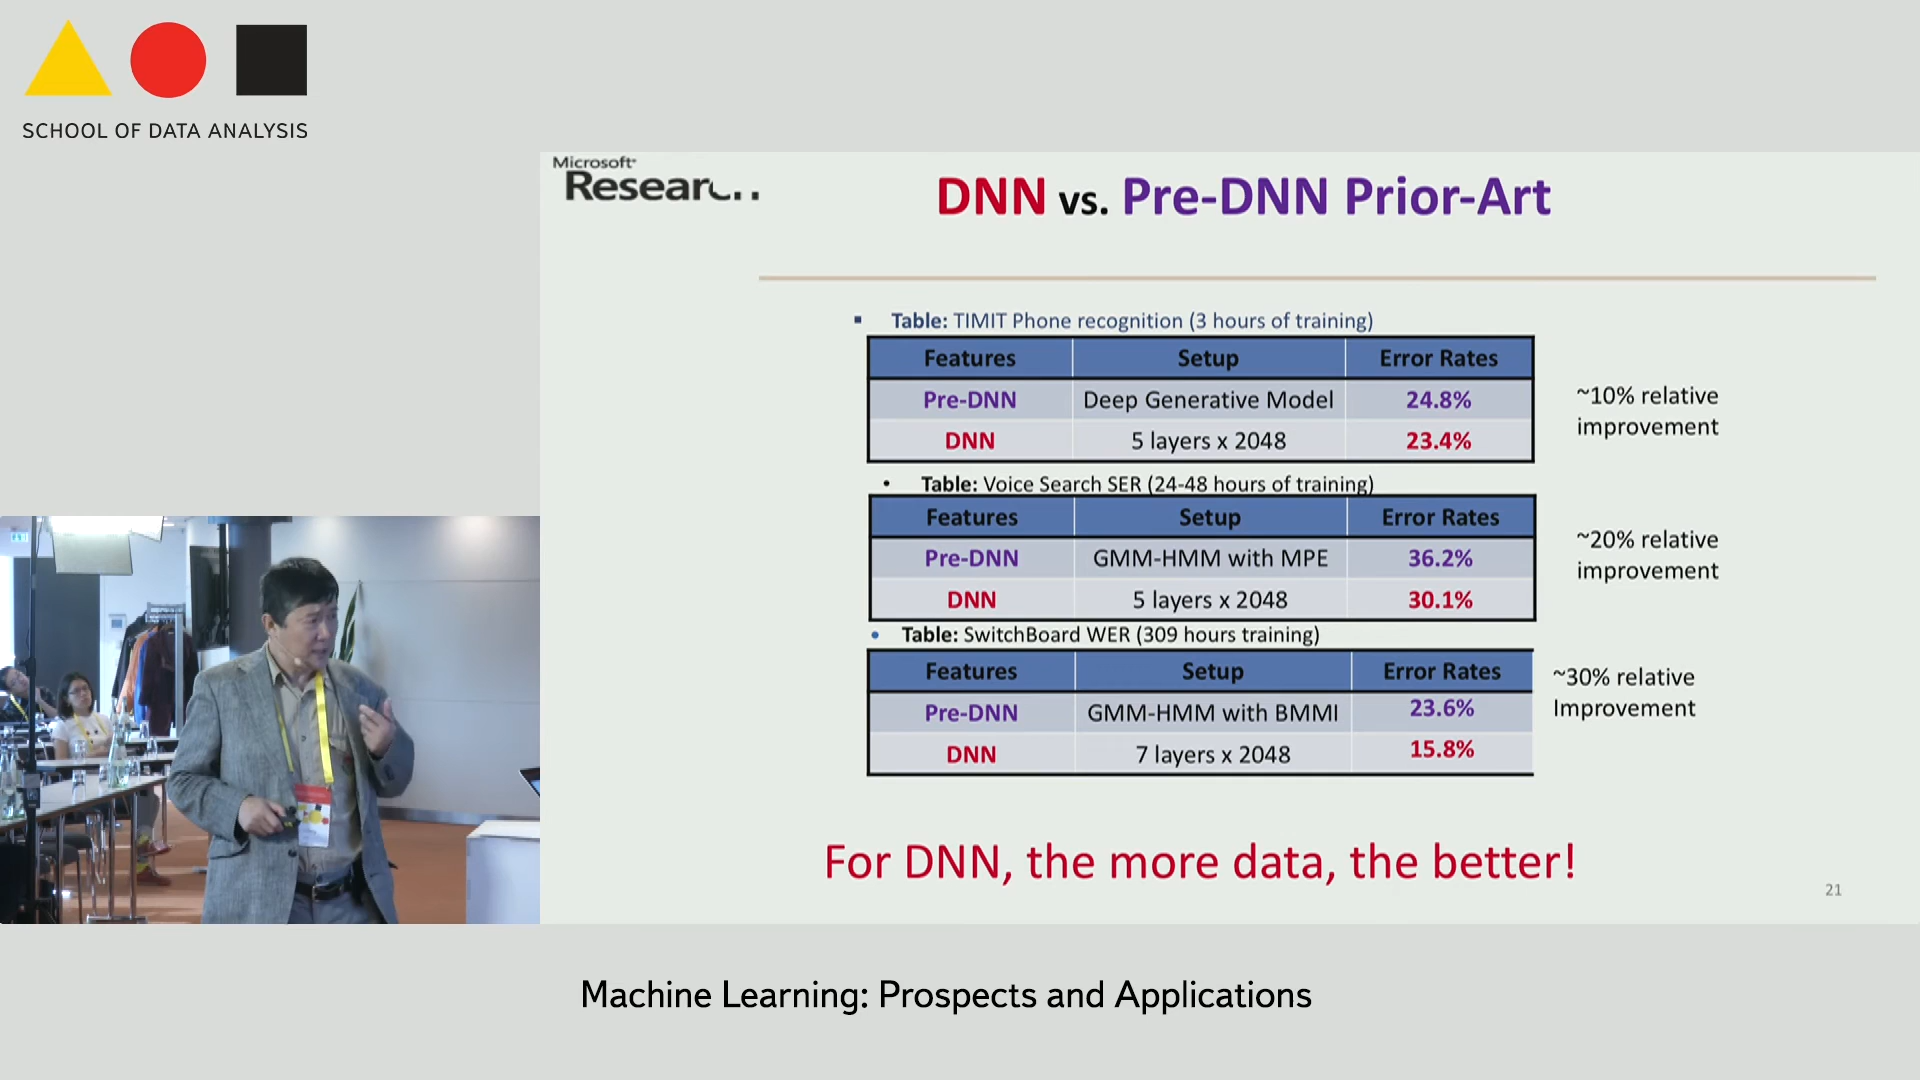 SCHOOL OF DATA ANALYSIS
Microsoft
Research
DNN vs. Pre-DNN Prior-Art
Table: TIMIT Phone recognition (3 hours of training)
Features Setup Error Rates
Pre-DNN Deep Generative Model 24.8%
DNN 5 layers x 2048 23.4%
~10% relative
improvement
Table: Voice Search SER (24-48 hours of training)
Features Setup Error Rates
Pre-DNN GMM-HMM with MPE 36.2%
DNN 5 layers x 2048 30.1%
~20% relative
improvement
Table: SwitchBoard WER (309 hours training)
Features Setup Error Rates
Pre-DNN GMM-HMM with BMMI 23.6%
DNN 7 layers x 2048 15.8%
~30% relative
Improvement
For DNN, the more data, the better!
21
Machine Learning: Prospects and Applications